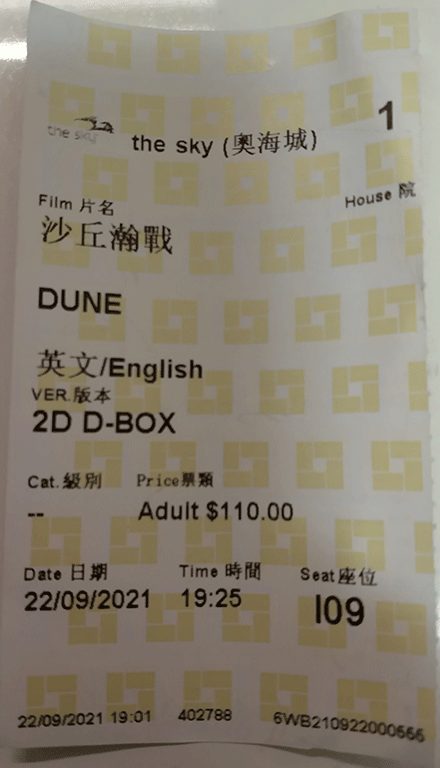 the sky
the sky (奧海城)
1
House 院
Film 片名
沙丘瀚戰
DUNE
英文/English
VER.版本
2D D-BOX
Cat.級別 Price票類
-- Adult $110.00
Date 日期 Time 時間 Seat座位
22/09/2021 19:25 I09
22/09/2021 19:01 402788 6WB210922000566